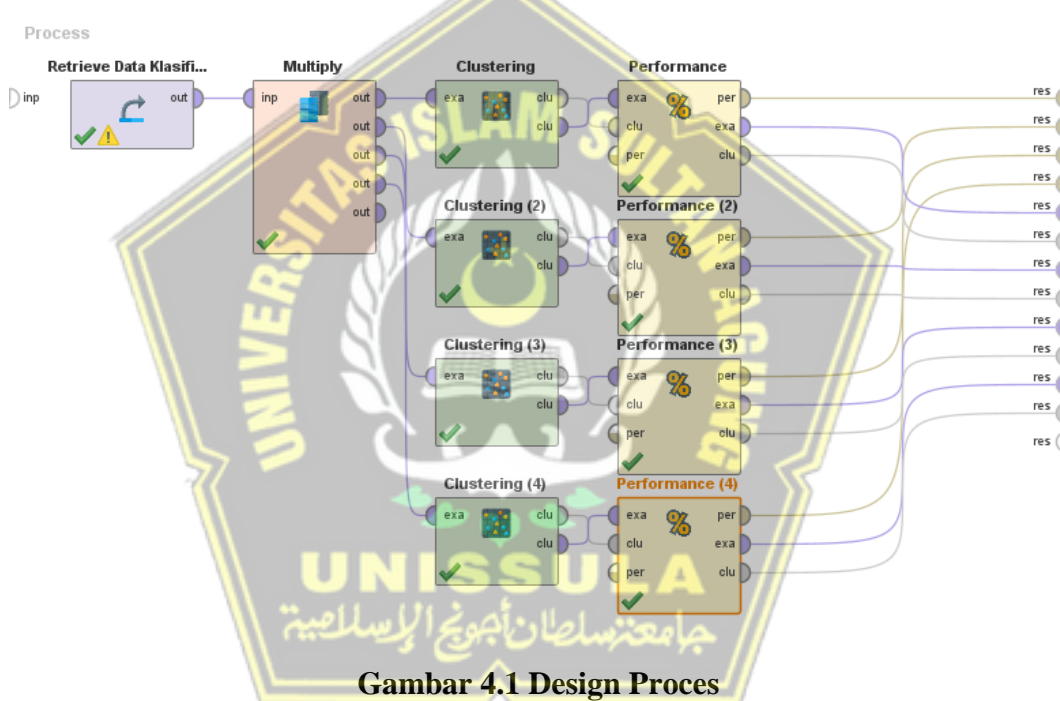 Process
Retrieve Data Klasifi...
Multiply
Clustering
Performance
inp
out
inp
out
out
out
out
out
exa
clu
clu
exa
clu
per
per
exa
clu
Clustering (2)
exa
clu
clu
Performance (2)
exa
clu
per
per
exa
clu
Clustering (3)
exa
clu
clu
Performance (3)
exa
clu
per
per
exa
clu
Clustering (4)
exa
clu
clu
Performance (4)
exa
clu
per
per
exa
clu
res
res
res
res
res
res
res
res
res
res
res
res
res
UNIVERSITAS ISLAM SULTAN AGUNG
UNISSULA
جامعة سلطان أجونج الإسلامية
Gambar 4.1 Design Proces